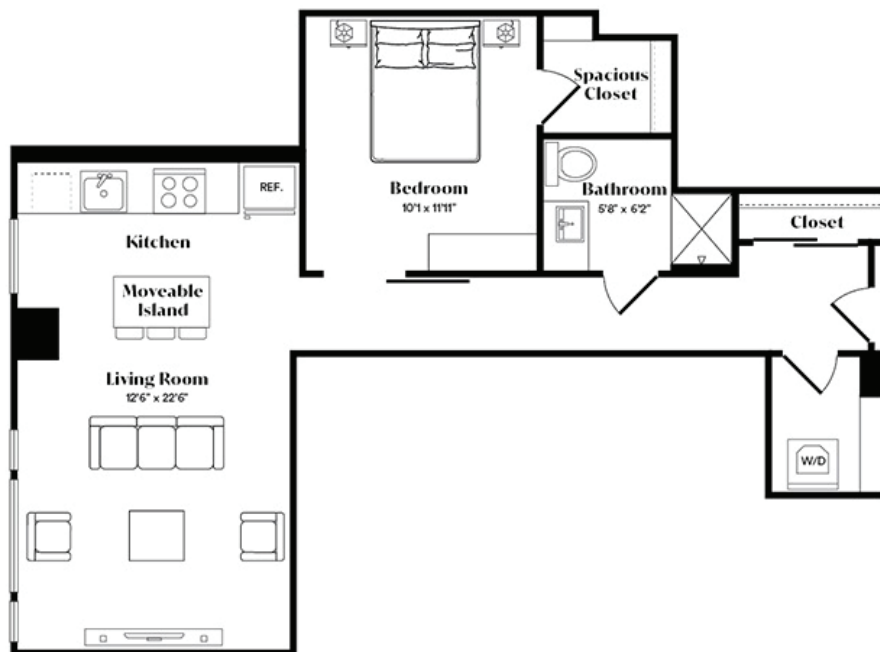 Spacious
Closet
Bedroom
10'1 x 11'11"
Bathroom
5'8" x 6'2"
REF.
Closet
Kitchen
Moveable
Island
Living Room
12'6" x 22'6"
W/D